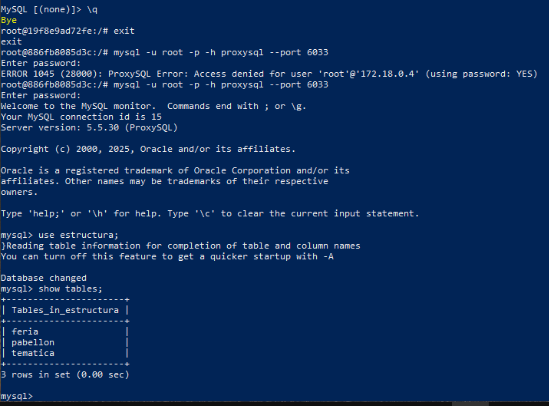 MySQL [(none)]> \q
Bye
root@19f8e9ad72fe:/# exit
exit
root@886fb8085d3c:/# mysql -u root -p -h proxysql --port 6033
Enter password:
ERROR 1045 (28000): ProxySQL Error: Access denied for user 'root'@'172.18.0.4' (using password: YES)
root@886fb8085d3c:/# mysql -u root -p -h proxysql --port 6033
Enter password:
Welcome to the MySQL monitor.  Commands end with ; or \g.
Your MySQL connection id is 15
Server version: 5.5.30 (ProxySQL)
Copyright (c) 2000, 2025, Oracle and/or its affiliates.
Oracle is a registered trademark of Oracle Corporation and/or its
affiliates. Other names may be trademarks of their respective
owners.
Type 'help;' or '\h' for help. Type '\c' to clear the current input statement.
mysql> use estructura;
}Reading table information for completion of table and column names
You can turn off this feature to get a quicker startup with -A
Database changed
mysql> show tables;
+----------------------+
| Tables_in_estructura |
+----------------------+
| feria                |
| pabellon             |
| tematica             |
+----------------------+
3 rows in set (0.00 sec)
mysql>